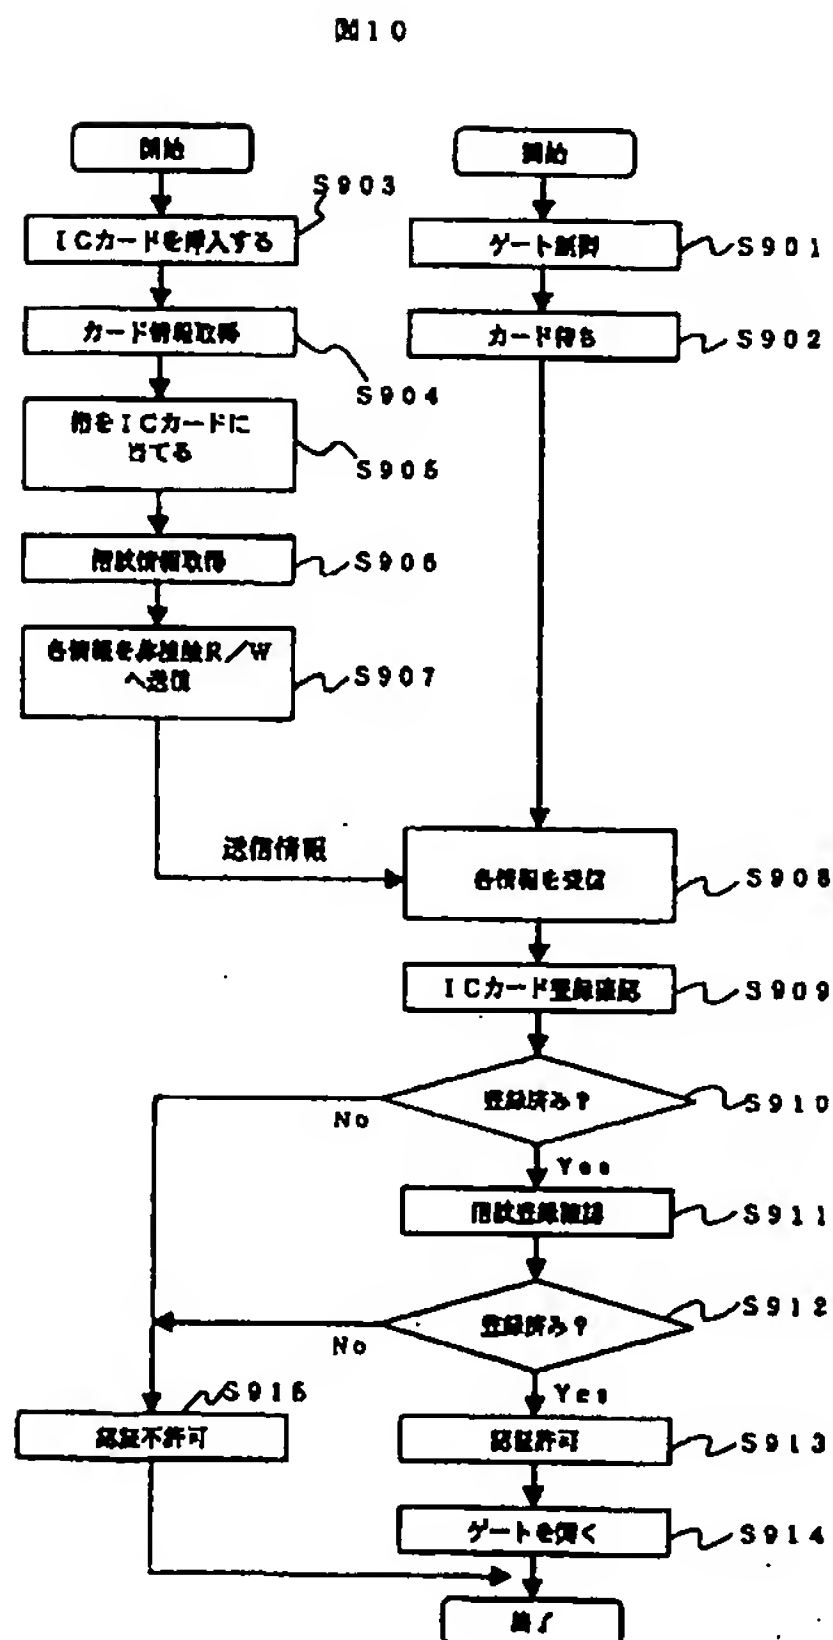 図10
開始
開始
S903
ICカードを挿入する
ゲート制御
S901
カード情報取得
カード待ち
S902
S904
指をICカードに
当てる
S905
指紋情報取得
S906
各情報を非接触R/W
へ送信
S907
送信情報
各情報を受信
S908
ICカード登録確認
S909
登録済み?
S910
No
Yes
指紋登録確認
S911
登録済み?
S912
No
Yes
S915
認証不許可
認証許可
S913
ゲートを開く
S914
終了